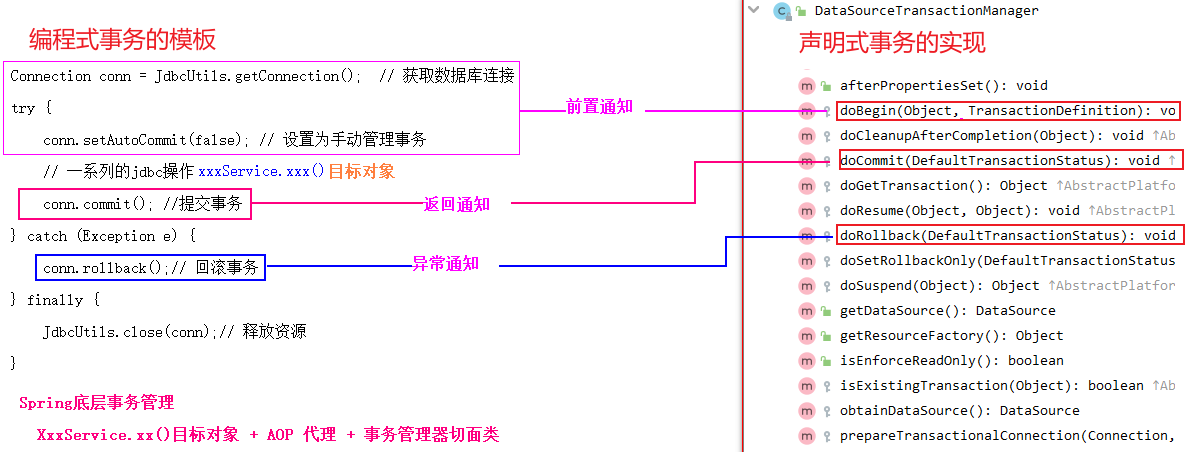 编程式事务的模板
Connection conn = JdbcUtils.getConnection();  // 获取数据库连接
try {
conn.setAutoCommit(false); // 设置为手动管理事务
// 一系列的jdbc操作 xxxService.xxx() 目标对象
conn.commit(); //提交事务
} catch (Exception e) {
conn.rollback();// 回滚事务
} finally {
JdbcUtils.close(conn);// 释放资源
}
Spring底层事务管理
XxxService.xx()目标对象 + AOP 代理 + 事务管理器切面类
前置通知
返回通知
异常通知
DataSourceTransactionManager
声明式事务的实现
afterPropertiesSet(): void
doBegin(Object, TransactionDefinition): vo
doCleanupAfterCompletion(Object): void ↑Ab
doCommit(DefaultTransactionStatus): void ↑
doGetTransaction(): Object ↑AbstractPlatfo
doResume(Object, Object): void ↑AbstractPl
doRollback(DefaultTransactionStatus): void
doSetRollbackOnly(DefaultTransactionStatus
doSuspend(Object): Object ↑AbstractPlatfor
getDataSource(): DataSource
getResourceFactory(): Object
isEnforceReadOnly(): boolean
isExistingTransaction(Object): boolean ↑Ab
obtainDataSource(): DataSource
prepareTransactionalConnection(Connection,